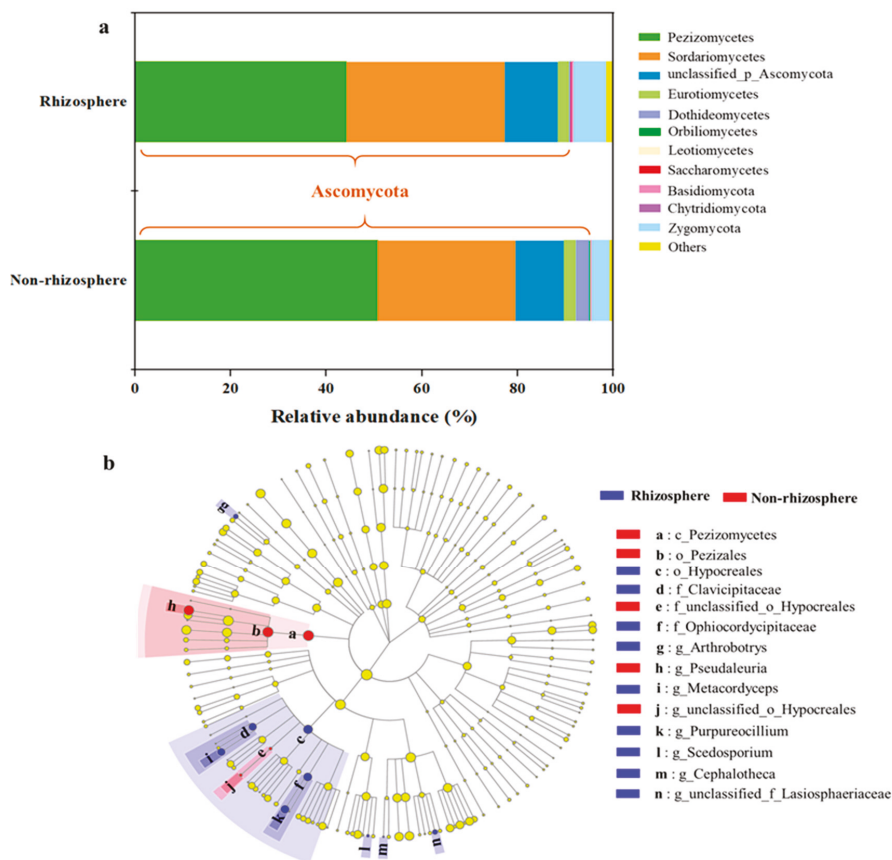 a
Pezizomycetes
Sordariomycetes
unclassified_p_Ascomycota
Eurotiomycetes
Dothideomycetes
Orbiliomycetes
Leotiomycetes
Saccharomycetes
Basidiomycota
Chytridiomycota
Zygomycota
Others
Rhizosphere
Ascomycota
Non-rhizosphere
0 20 40 60 80 100
Relative abundance (%)
b
Rhizosphere Non-rhizosphere
a : c_Pezizomycetes
b : o_Pezizales
c : o_Hypocreales
d : f_Clavicipitaceae
e : f_unclassified_o_Hypocreales
f : f_Ophiocordycipitaceae
g : g_Arthrobotrys
h : g_Pseudaleuria
i : g_Metacordyceps
j : g_unclassified_o_Hypocreales
k : g_Purpureocillium
l : g_Scedosporium
m : g_Cephalotheca
n : g_unclassified_f_Lasiosphaeriaceae
g
h
b
a
d
c
i
e
j
f
k
l
m
n